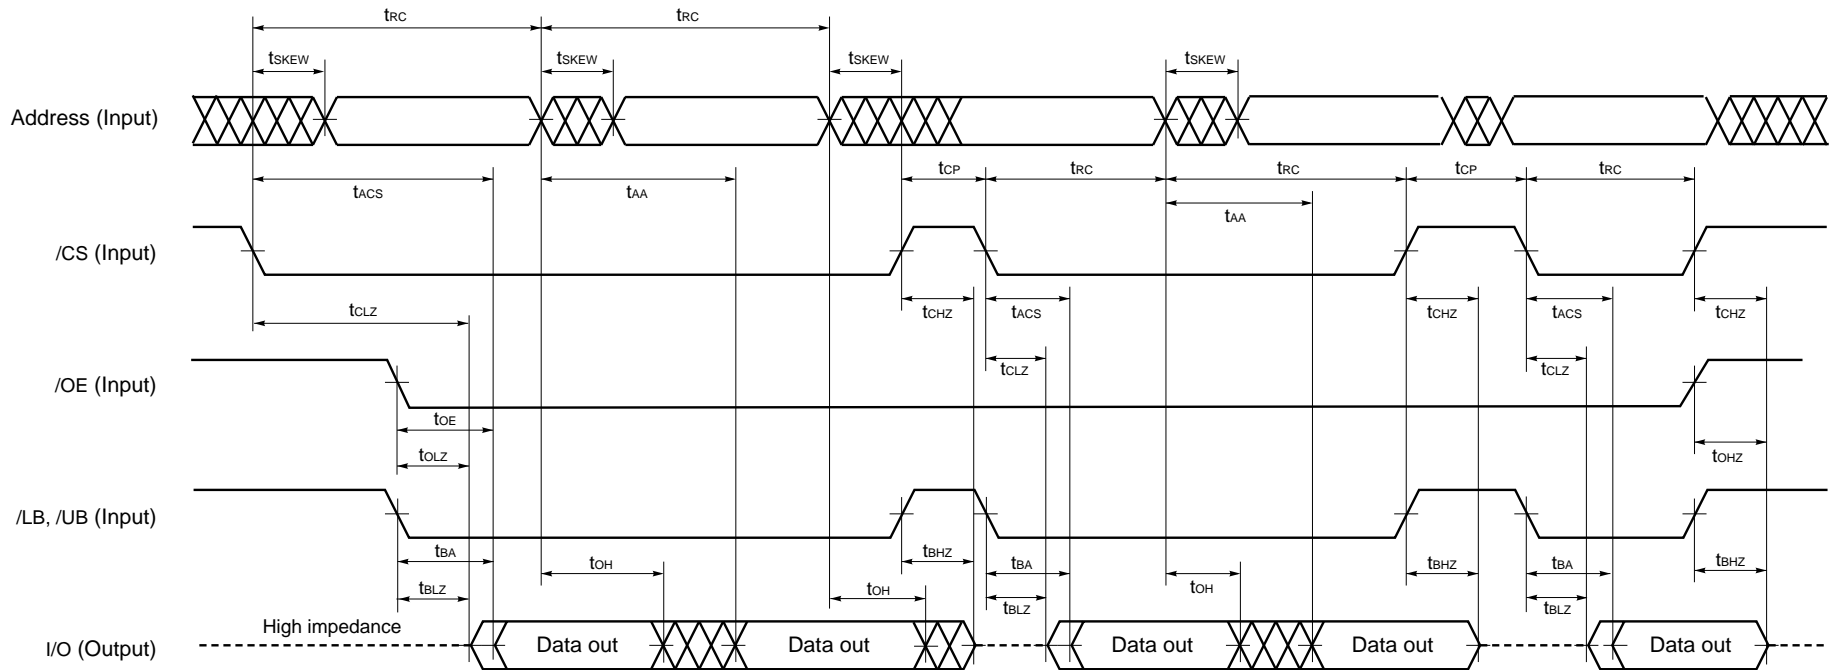 tRC tRC
tSKEW tSKEW tSKEW tSKEW
Address (Input)
tCP tRC tRC tCP tRC
tACS tAA tAA
/CS (Input)
tCLZ tCHZ tACS tCHZ tACS tCHZ
tCLZ tCLZ
/OE (Input)
tOE
tOLZ tOHZ
/LB, /UB (Input)
tBA tBHZ tBA tBHZ tBA tBHZ
tBLZ tOH tOH tBLZ tOH tBLZ
High impedance
I/O (Output) Data out Data out Data out Data out Data out